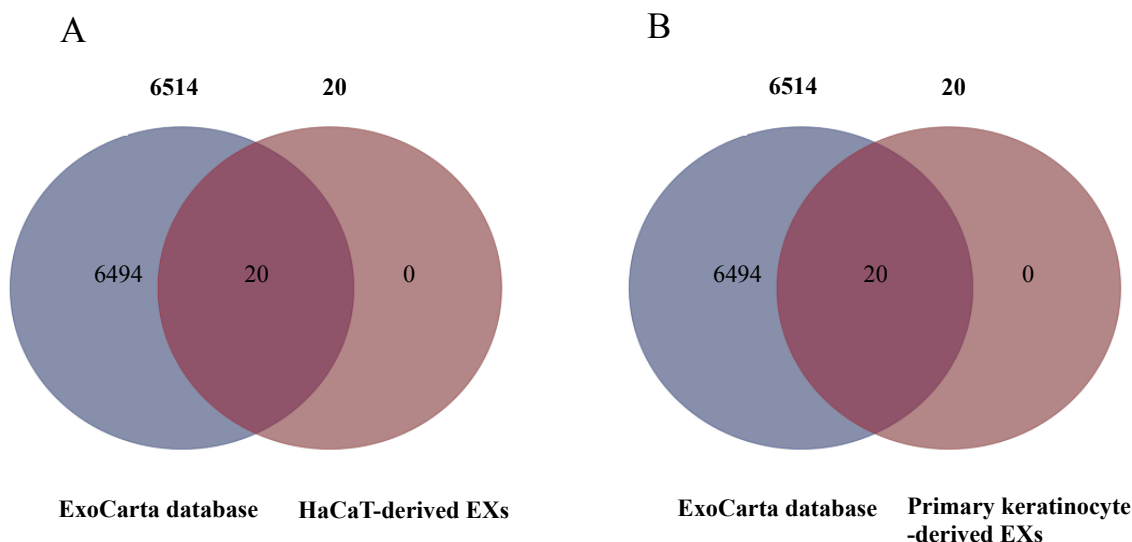 A
6514 20
6494 20 0
ExoCarta database HaCaT-derived EXs
B
6514 20
6494 20 0
ExoCarta database Primary keratinocyte
-derived EXs